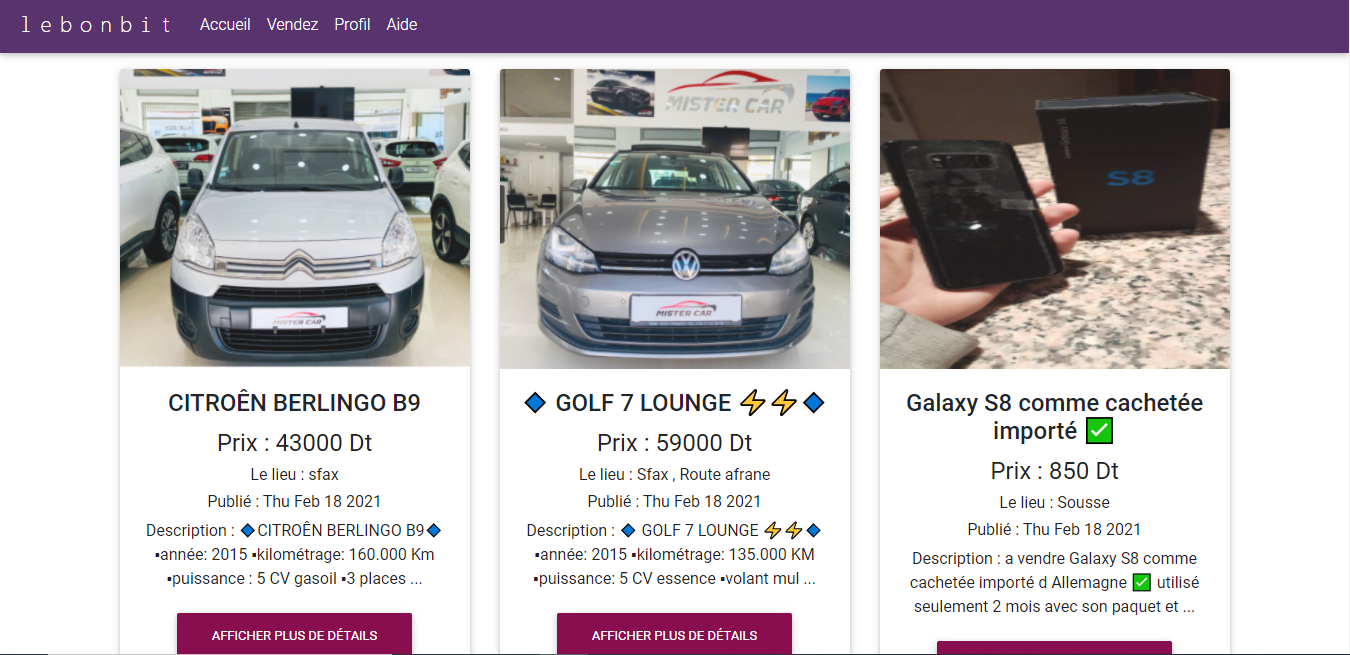 lebonbit Accueil Vendez Profil Aide
MISTER CAR
MISTER CAR
MISTER CAR
S8
CITROÊN BERLINGO B9
Prix : 43000 Dt
Le lieu : sfax
Publié : Thu Feb 18 2021
Description : 🔷CITROÊN BERLINGO B9🔷
▪année: 2015 ▪kilométrage: 160.000 Km
▪puissance : 5 CV gasoil ▪3 places ...
AFFICHER PLUS DE DÉTAILS
🔷 GOLF 7 LOUNGE ⚡⚡🔷
Prix : 59000 Dt
Le lieu : Sfax , Route afrane
Publié : Thu Feb 18 2021
Description : 🔷 GOLF 7 LOUNGE ⚡⚡🔷
▪année: 2015 ▪kilométrage: 135.000 KM
▪puissance: 5 CV essence ▪volant mul ...
AFFICHER PLUS DE DÉTAILS
Galaxy S8 comme cachetée
importé ✅
Prix : 850 Dt
Le lieu : Sousse
Publié : Thu Feb 18 2021
Description : a vendre Galaxy S8 comme
cachetée importé d Allemagne ✅ utilisé
seulement 2 mois avec son paquet et ...